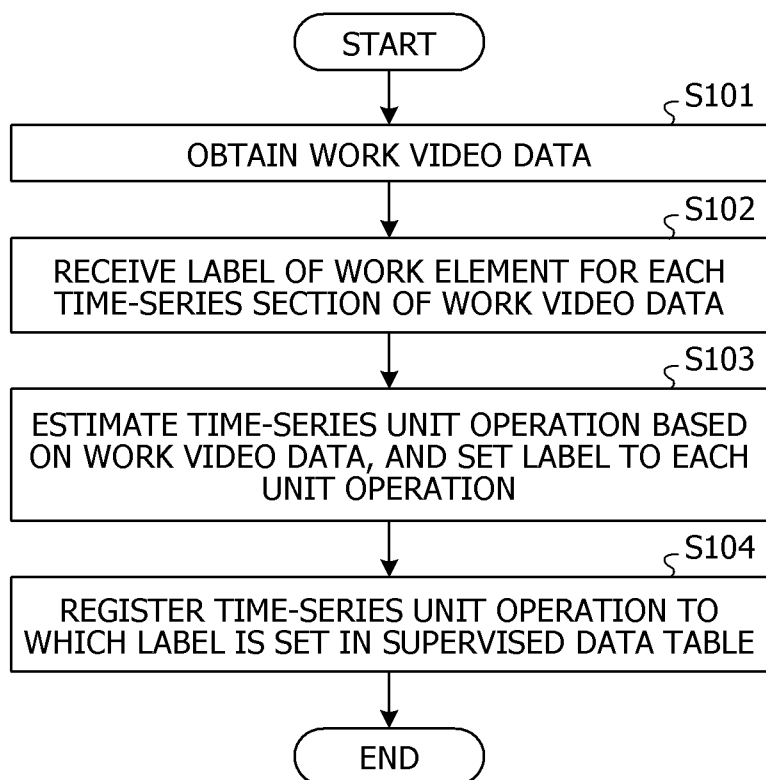 START
S101
OBTAIN WORK VIDEO DATA
S102
RECEIVE LABEL OF WORK ELEMENT FOR EACH
TIME-SERIES SECTION OF WORK VIDEO DATA
S103
ESTIMATE TIME-SERIES UNIT OPERATION BASED
ON WORK VIDEO DATA, AND SET LABEL TO EACH
UNIT OPERATION
S104
REGISTER TIME-SERIES UNIT OPERATION TO
WHICH LABEL IS SET IN SUPERVISED DATA TABLE
END